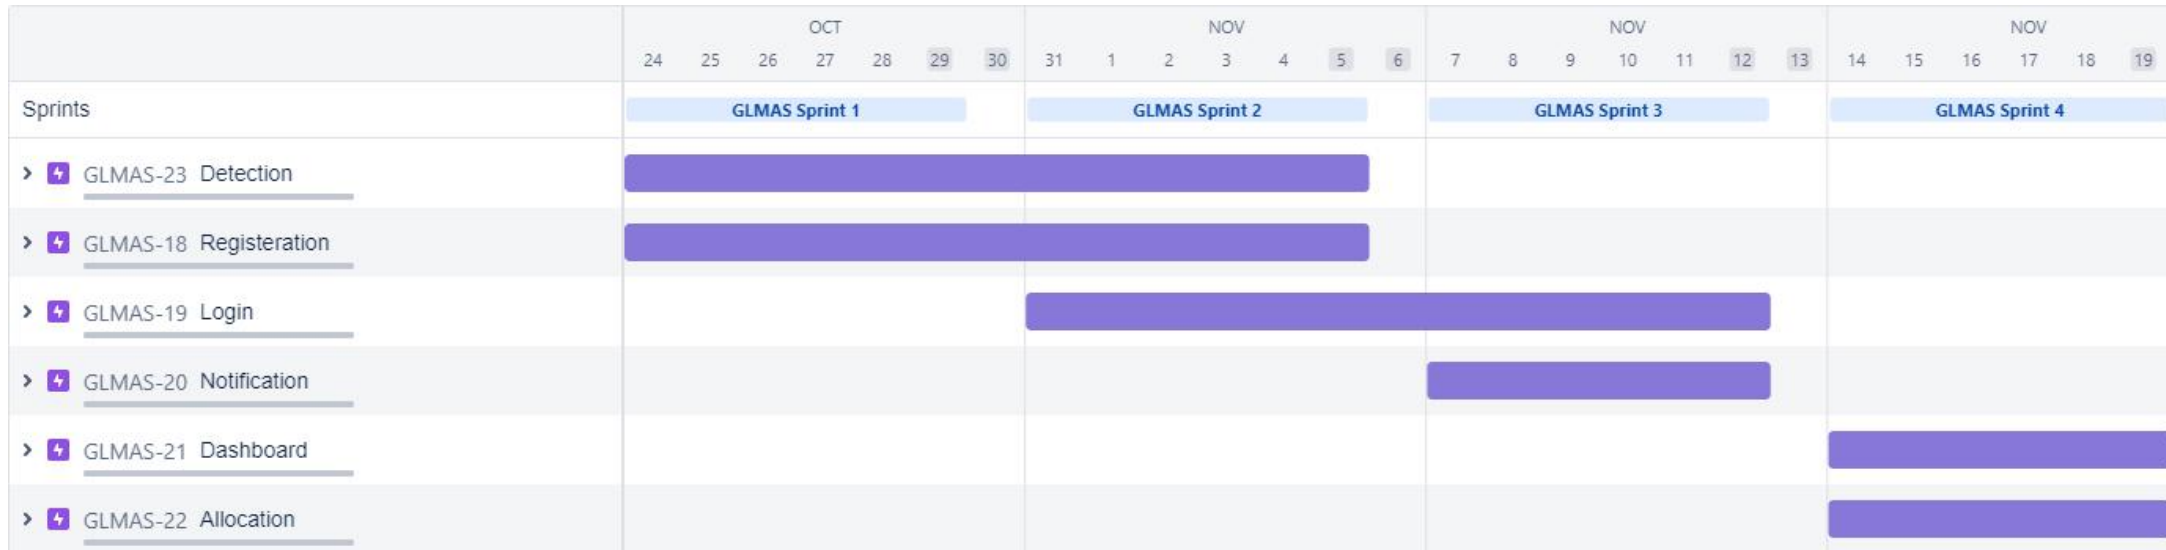 OCT NOV NOV NOV
24 25 26 27 28 29 30 31 1 2 3 4 5 6 7 8 9 10 11 12 13 14 15 16 17 18 19
Sprints GLMAS Sprint 1 GLMAS Sprint 2 GLMAS Sprint 3 GLMAS Sprint 4
GLMAS-23 Detection
GLMAS-18 Registeration
GLMAS-19 Login
GLMAS-20 Notification
GLMAS-21 Dashboard
GLMAS-22 Allocation